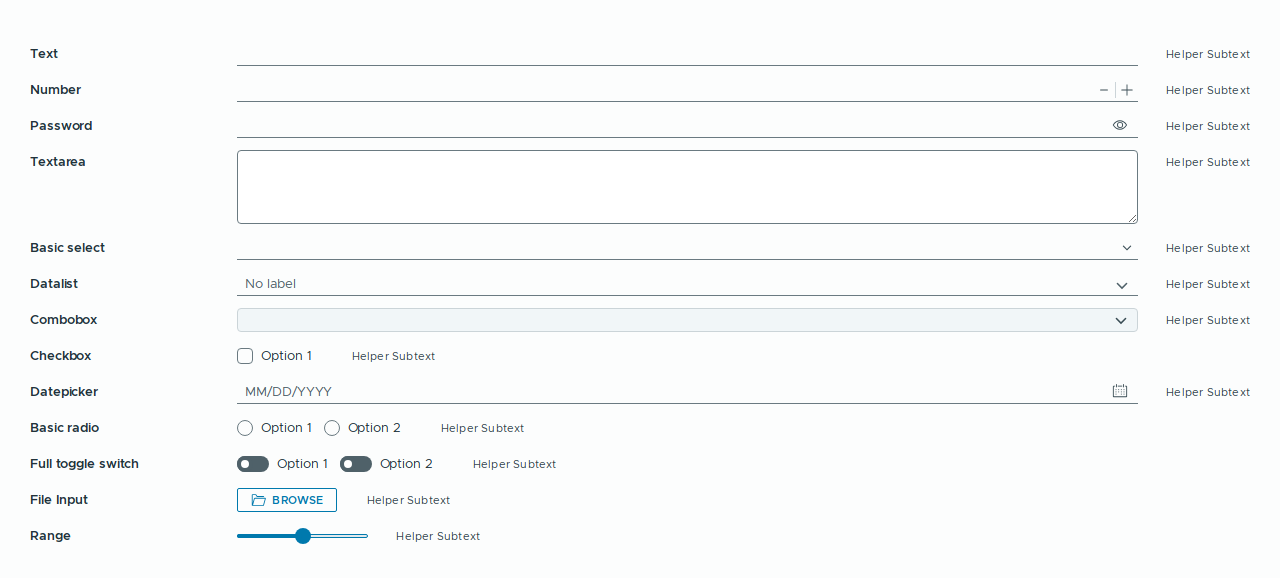 Text Helper Subtext
Number Helper Subtext
Password Helper Subtext
Textarea Helper Subtext
Basic select Helper Subtext
Datalist No label Helper Subtext
Combobox Helper Subtext
Checkbox Option 1 Helper Subtext
Datepicker MM/DD/YYYY Helper Subtext
Basic radio Option 1 Option 2 Helper Subtext
Full toggle switch Option 1 Option 2 Helper Subtext
File Input BROWSE Helper Subtext
Range Helper Subtext